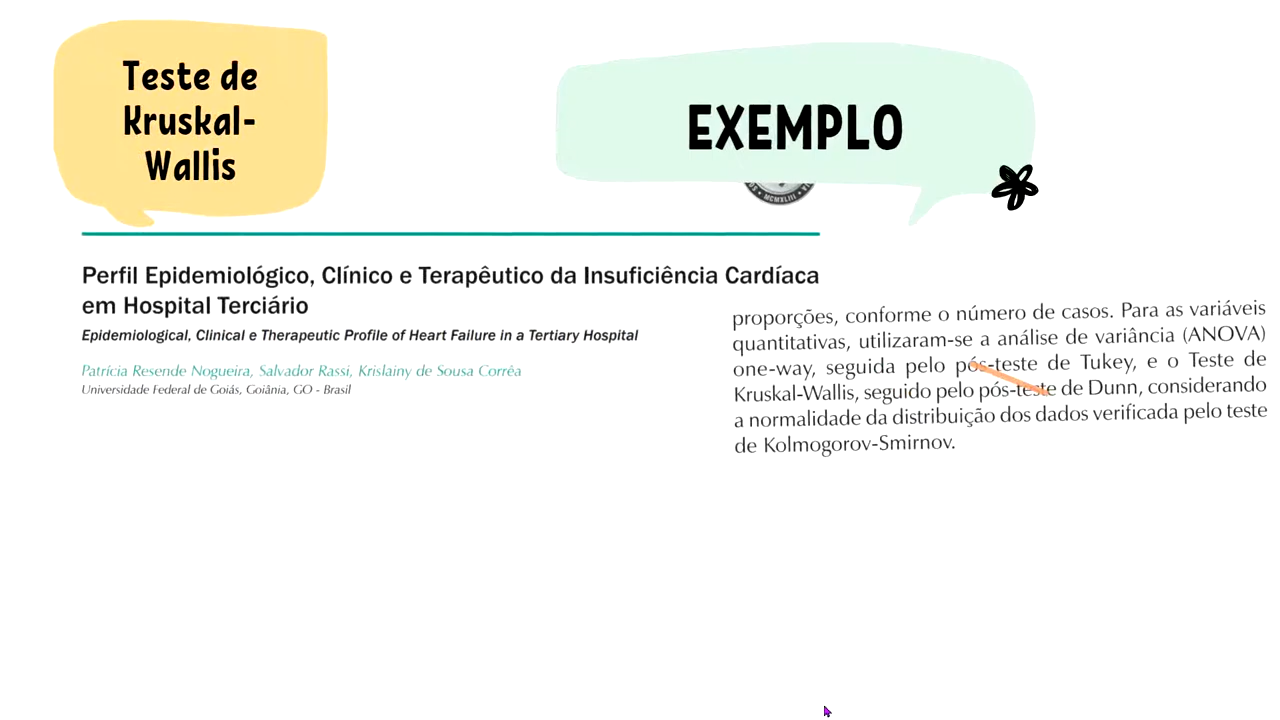 Teste de
Kruskal-
Wallis
EXEMPLO
MCMXLIII
Perfil Epidemiológico, Clínico e Terapêutico da Insuficiência Cardíaca
em Hospital Terciário
Epidemiological, Clinical e Therapeutic Profile of Heart Failure in a Tertiary Hospital
Patrícia Resende Nogueira, Salvador Rassi, Krislainy de Sousa Corrêa
Universidade Federal de Goiás, Goiânia, GO - Brasil
proporções, conforme o número de casos. Para as variáveis
quantitativas, utilizaram-se a análise de variância (ANOVA)
one-way, seguida pelo pós-teste de Tukey, e o Teste de
Kruskal-Wallis, seguido pelo pós-teste de Dunn, considerando
a normalidade da distribuição dos dados verificada pelo teste
de Kolmogorov-Smirnov.